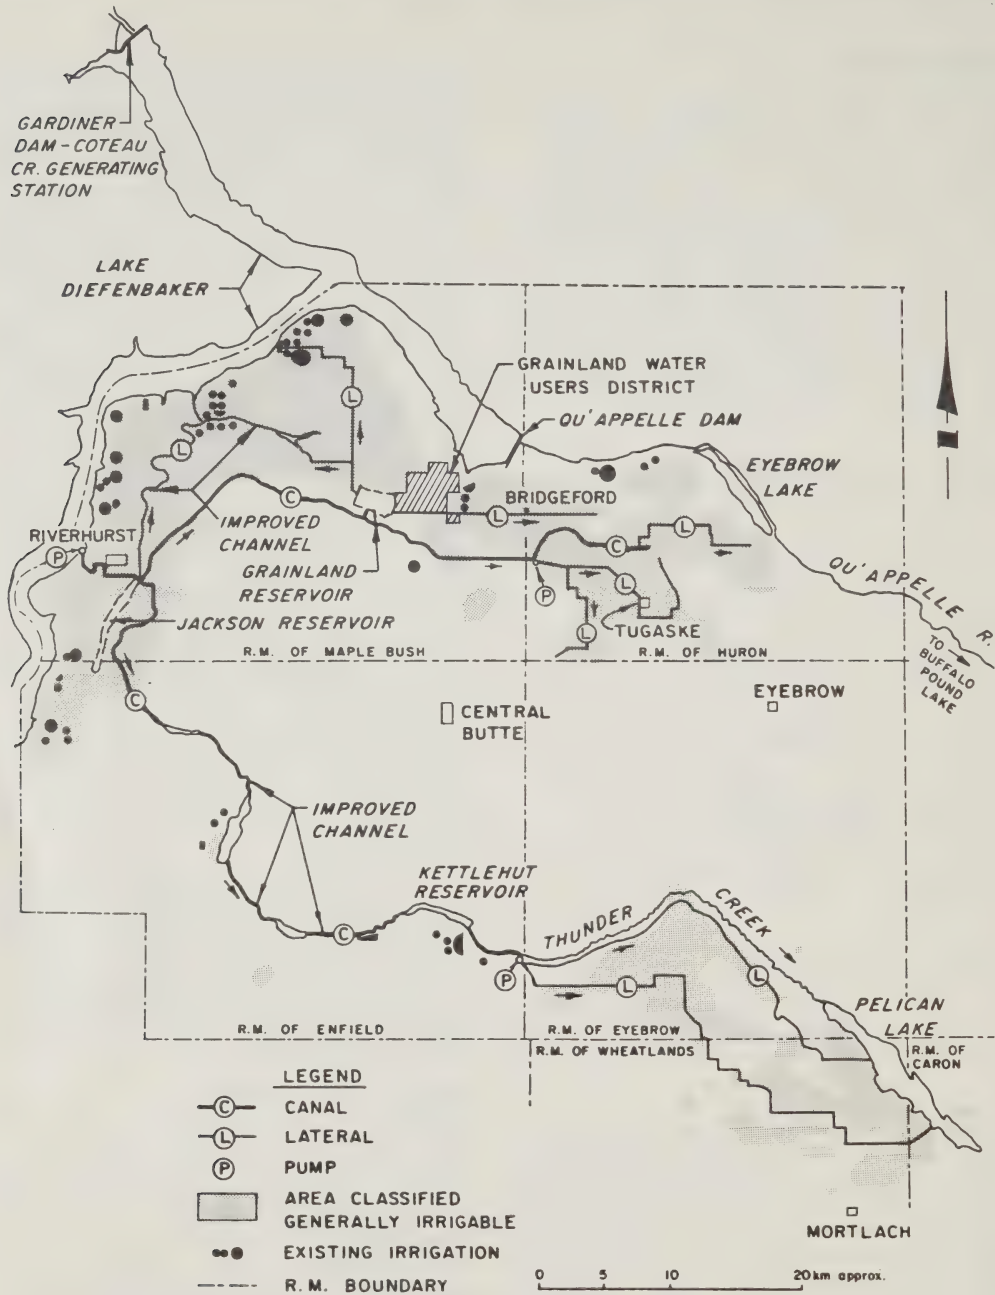 GARDINER
DAM-COTEAU
CR. GENERATING
STATION
LAKE
DIEFENBAKER
GRAINLAND WATER
USERS DISTRICT
QU'APPELLE DAM
L
EYEBROW
LAKE
L
C
BRIDGEFORD
L
RIVERHURST
IMPROVED
CHANNEL
P
L
C
GRAINLAND
RESERVOIR
QU'APPELLE R.
P
L
JACKSON RESERVOIR
TUGASKE
L
R.M. OF MAPLE BUSH
R.M. OF HURON
TO
BUFFALO
POUND
LAKE
C
CENTRAL
BUTTE
EYEBROW
IMPROVED
CHANNEL
KETTLEHUT
RESERVOIR
THUNDER CREEK
C
P
L
L
PELICAN
LAKE
R.M. OF ENFIELD
R.M. OF EYEBROW
R.M. OF WHEATLANDS
R.M. OF
CARON
LEGEND
C CANAL
L LATERAL
P PUMP
AREA CLASSIFIED
GENERALLY IRRIGABLE
EXISTING IRRIGATION
R.M. BOUNDARY
MORTLACH
0 5 10 20km approx.